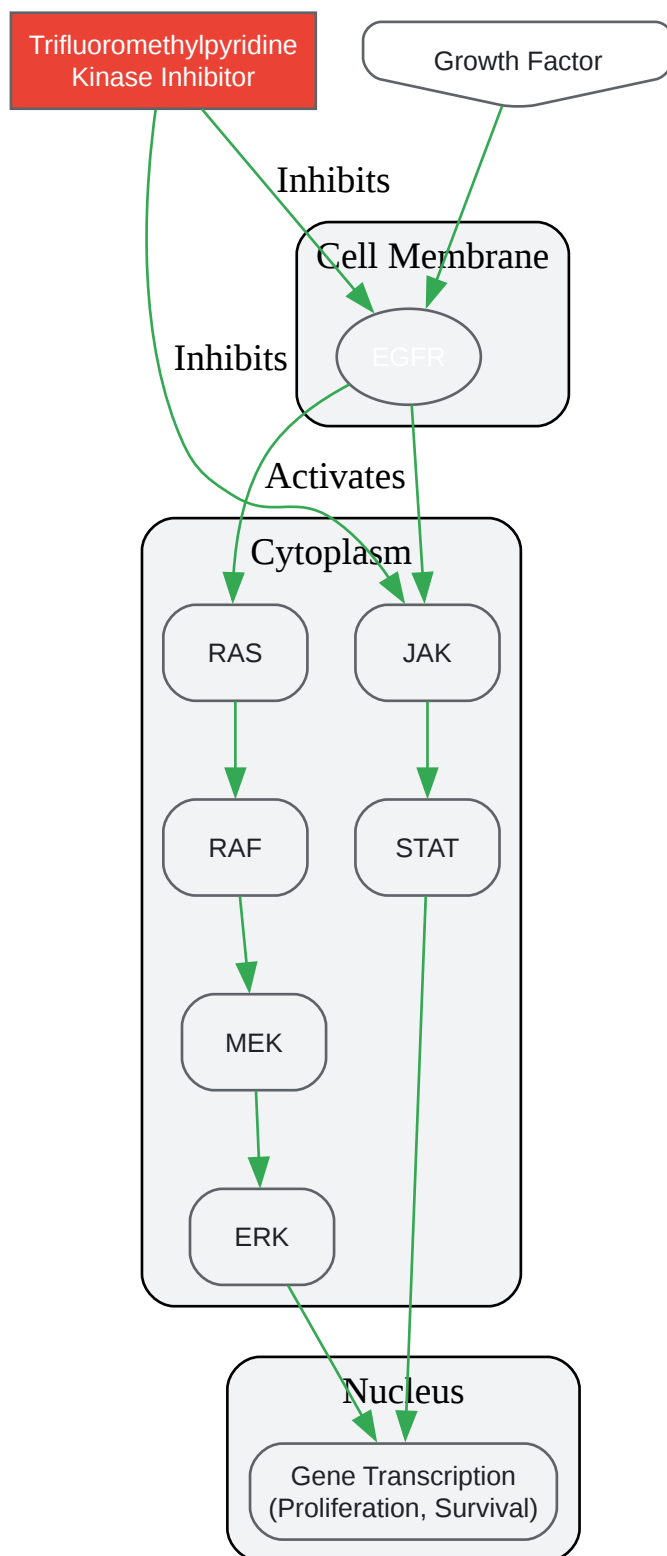 Trifluoromethylpyridine
Kinase Inhibitor
Growth Factor
Inhibits
Cell Membrane
EGFR
Inhibits
Activates
Cytoplasm
RAS
JAK
RAF
STAT
MEK
ERK
Nucleus
Gene Transcription
(Proliferation, Survival)